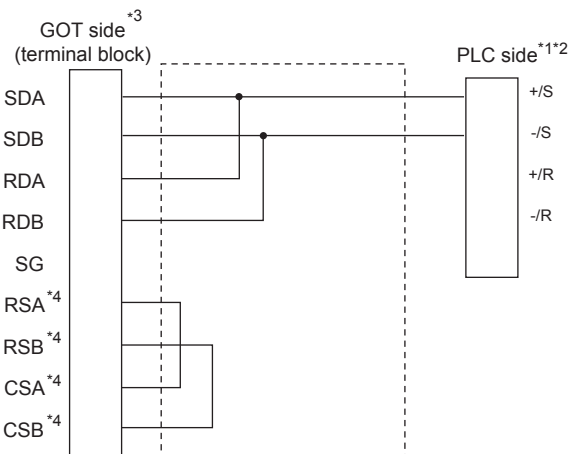 GOT side*3
(terminal block)
PLC side*1*2
SDA
+/S
SDB
-/S
RDA
+/R
RDB
-/R
SG
RSA*4
RSB*4
CSA*4
CSB*4